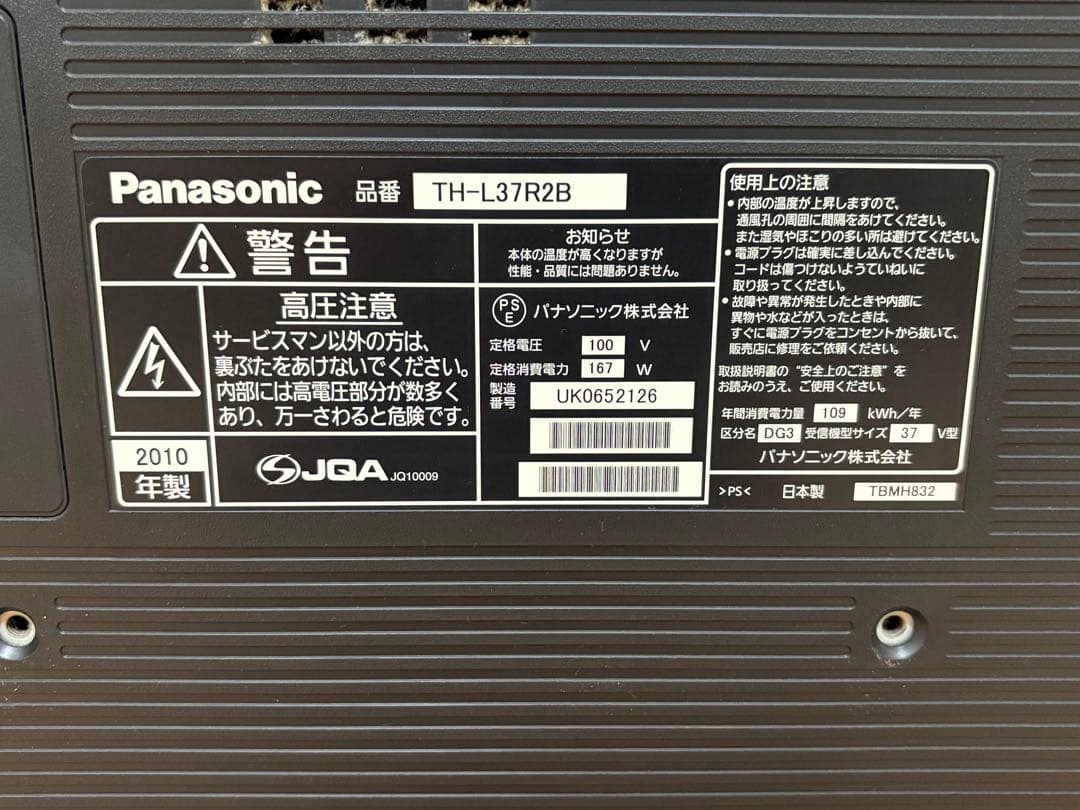 Panasonic 品番 TH-L37R2B
警告
高圧注意
サービスマン以外の方は、
裏ぶたをあけないでください。
内部には高電圧部分が数多く
あり、万一さわると危険です。
2010
年製
JQA JQ10009
お知らせ
本体の温度が高くなりますが
性能・品質には問題ありません。
PSE パナソニック株式会社
定格電圧 100 V
定格消費電力 167 W
製造番号 UK0652126
使用上の注意
• 内部の温度が上昇しますので、
通風孔の周囲に間隔をあけてください。
また湿気やほこりの多い所は避けてください。
• 電源プラグは確実に差し込んでください。
コードは傷つけないようていねいに
取り扱ってください。
• 故障や異常が発生したときや内部に
異物や水などが入ったときは、
すぐに電源プラグをコンセントから抜いて、
販売店に修理をご依頼ください。
取扱説明書の“安全上のご注意”を
お読みのうえ、ご使用ください。
年間消費電力量 109 kWh/年
区分名 DG3 受信機型サイズ 37 V型
パナソニック株式会社
>PS< 日本製 TBMH832